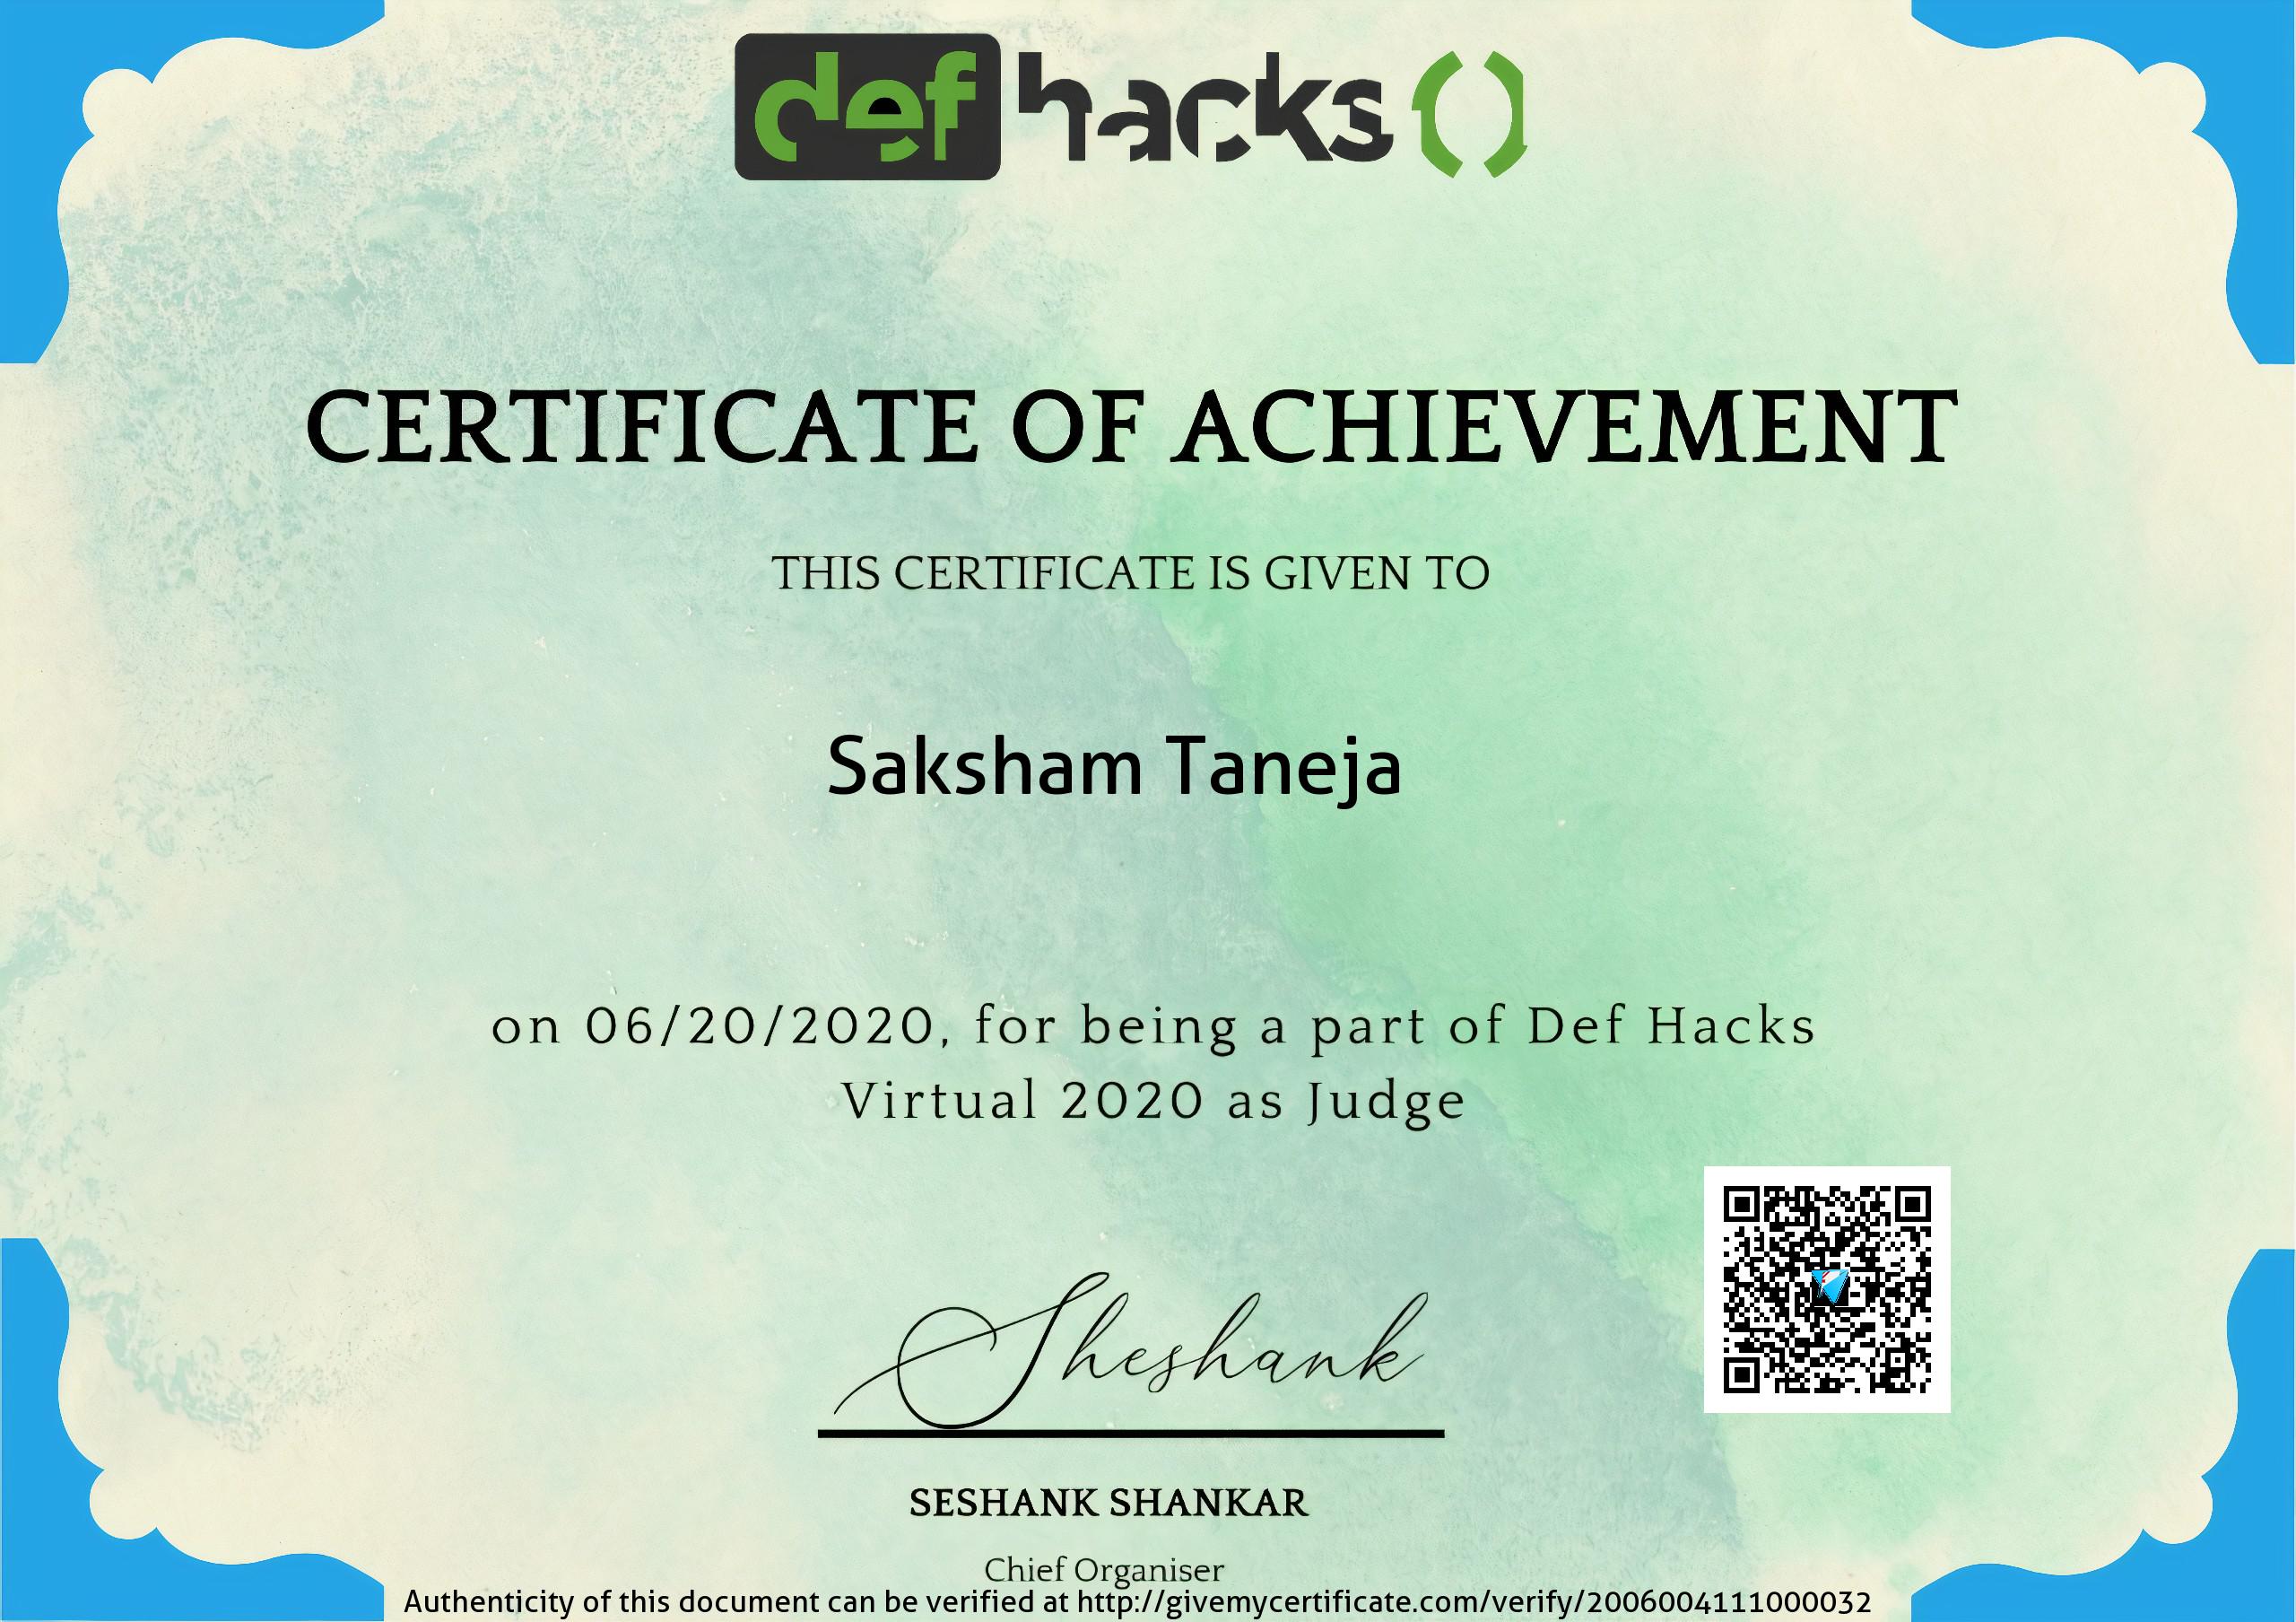 def hacks ()
CERTIFICATE OF ACHIEVEMENT
THIS CERTIFICATE IS GIVEN TO
Saksham Taneja
on 06/20/2020, for being a part of Def Hacks
Virtual 2020 as Judge
Sheshank
SESHANK SHANKAR
Chief Organiser
Authenticity of this document can be verified at http://givemycertificate.com/verify/2006004111000032